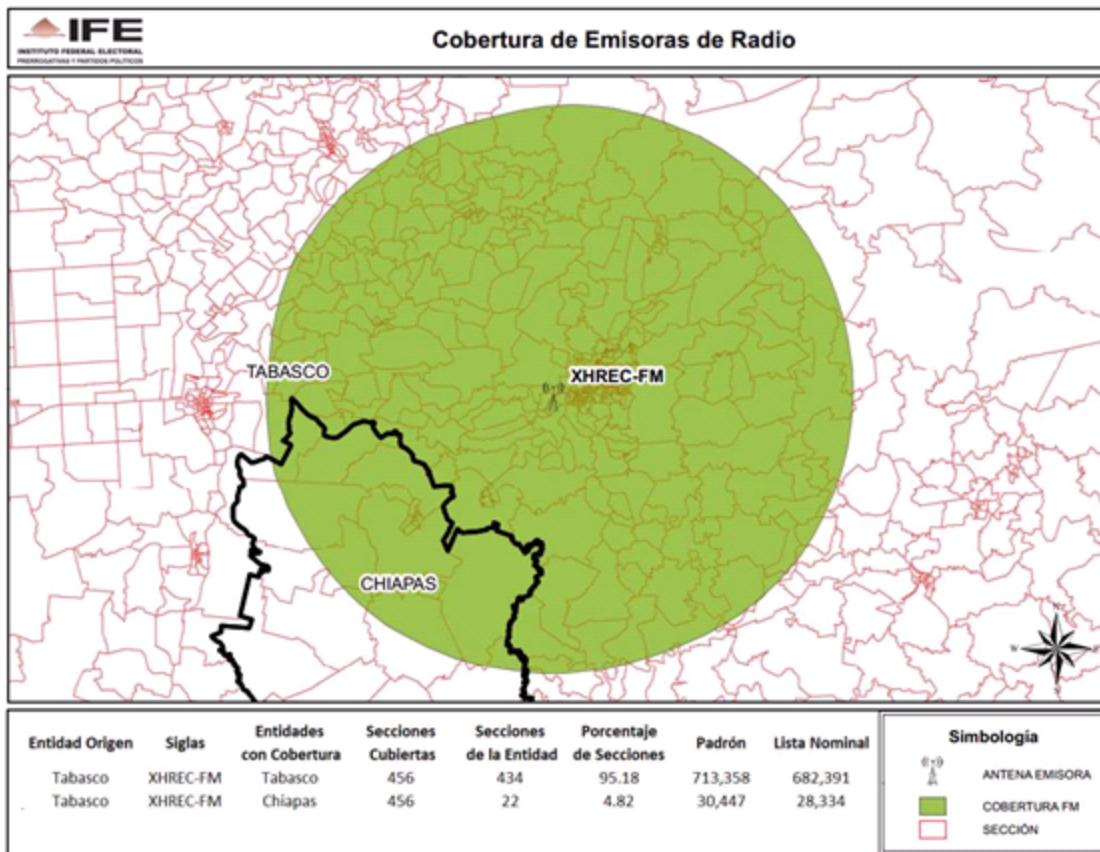 IFE
INSTITUTO FEDERAL ELECTORAL
PRERROGATIVAS Y PARTIDOS POLÍTICOS
Cobertura de Emisoras de Radio
TABASCO
XHREC-FM
CHIAPAS
N
W
S
Entidad Origen Siglas Entidades con Cobertura Secciones Cubiertas Secciones de la Entidad Porcentaje de Secciones Padrón Lista Nominal
Tabasco XHREC-FM Tabasco 456 434 95.18 713,358 682,391
Tabasco XHREC-FM Chiapas 456 22 4.82 30,447 28,334
Simbología
ANTENA EMISORA
COBERTURA FM
SECCIÓN